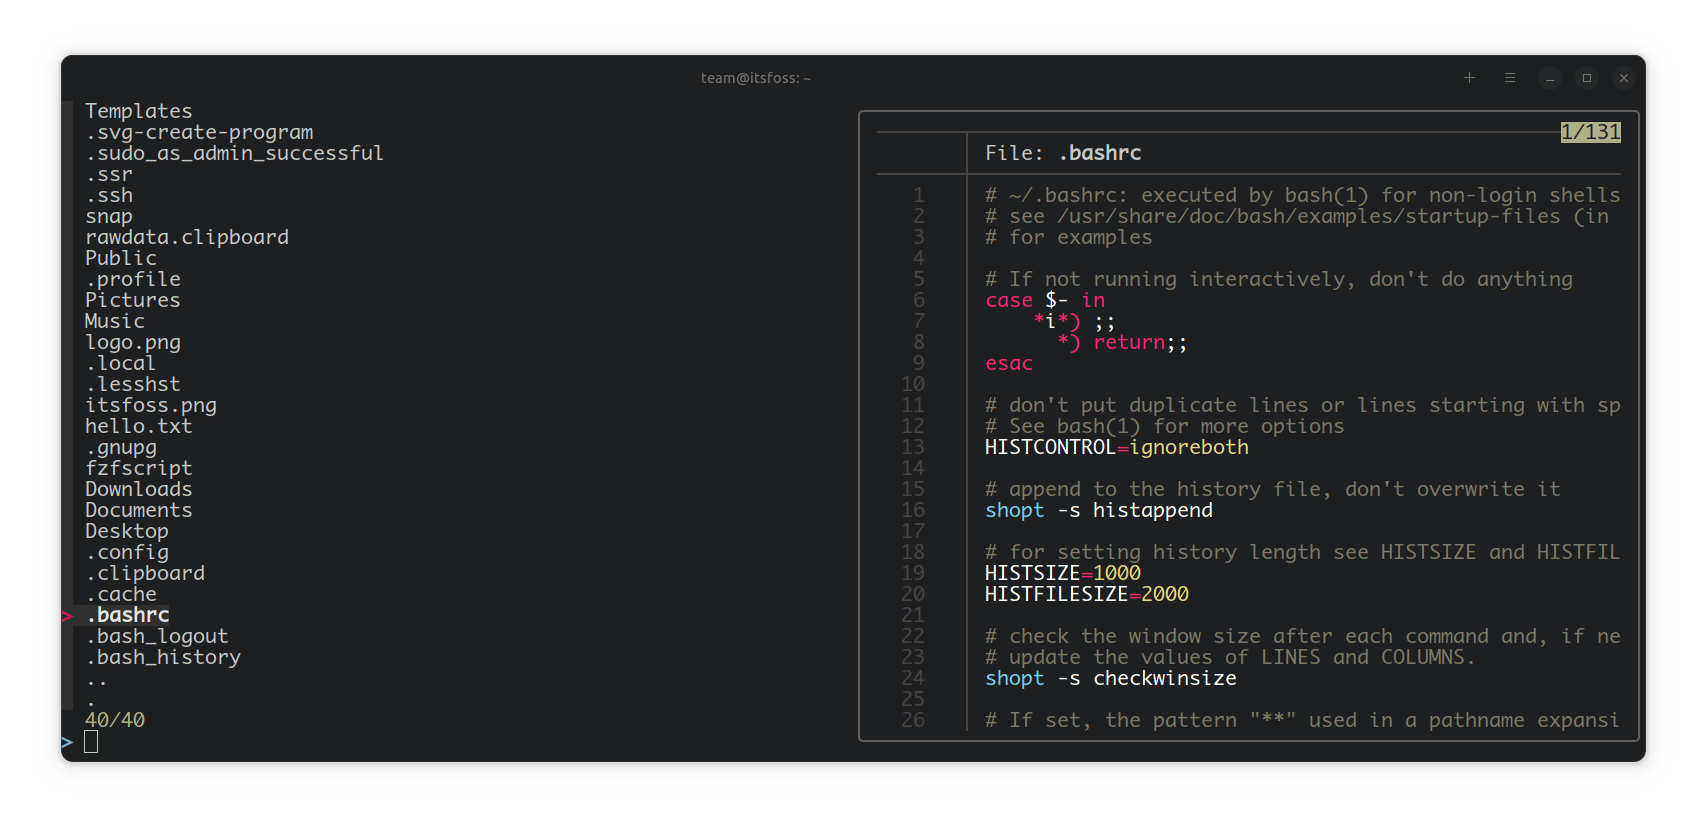 team@itsfoss: ~
Templates
.svg-create-program
.sudo_as_admin_successful
.ssr
.ssh
snap
rawdata.clipboard
Public
.profile
Pictures
Music
logo.png
.local
.lesshst
itsfoss.png
hello.txt
.gnupg
fzfscript
Downloads
Documents
Desktop
.config
.clipboard
.cache
> .bashrc
.bash_logout
.bash_history
..
.
40/40
>
1/131
File: .bashrc
1 # ~/.bashrc: executed by bash(1) for non-login shells
2 # see /usr/share/doc/bash/examples/startup-files (in
3 # for examples
4
5 # If not running interactively, don't do anything
6 case $- in
7     *i*) ;;
8       *) return;;
9 esac
10
11 # don't put duplicate lines or lines starting with sp
12 # See bash(1) for more options
13 HISTCONTROL=ignoreboth
14
15 # append to the history file, don't overwrite it
16 shopt -s histappend
17
18 # for setting history length see HISTSIZE and HISTFIL
19 HISTSIZE=1000
20 HISTFILESIZE=2000
21
22 # check the window size after each command and, if ne
23 # update the values of LINES and COLUMNS.
24 shopt -s checkwinsize
25
26 # If set, the pattern "**" used in a pathname expansi